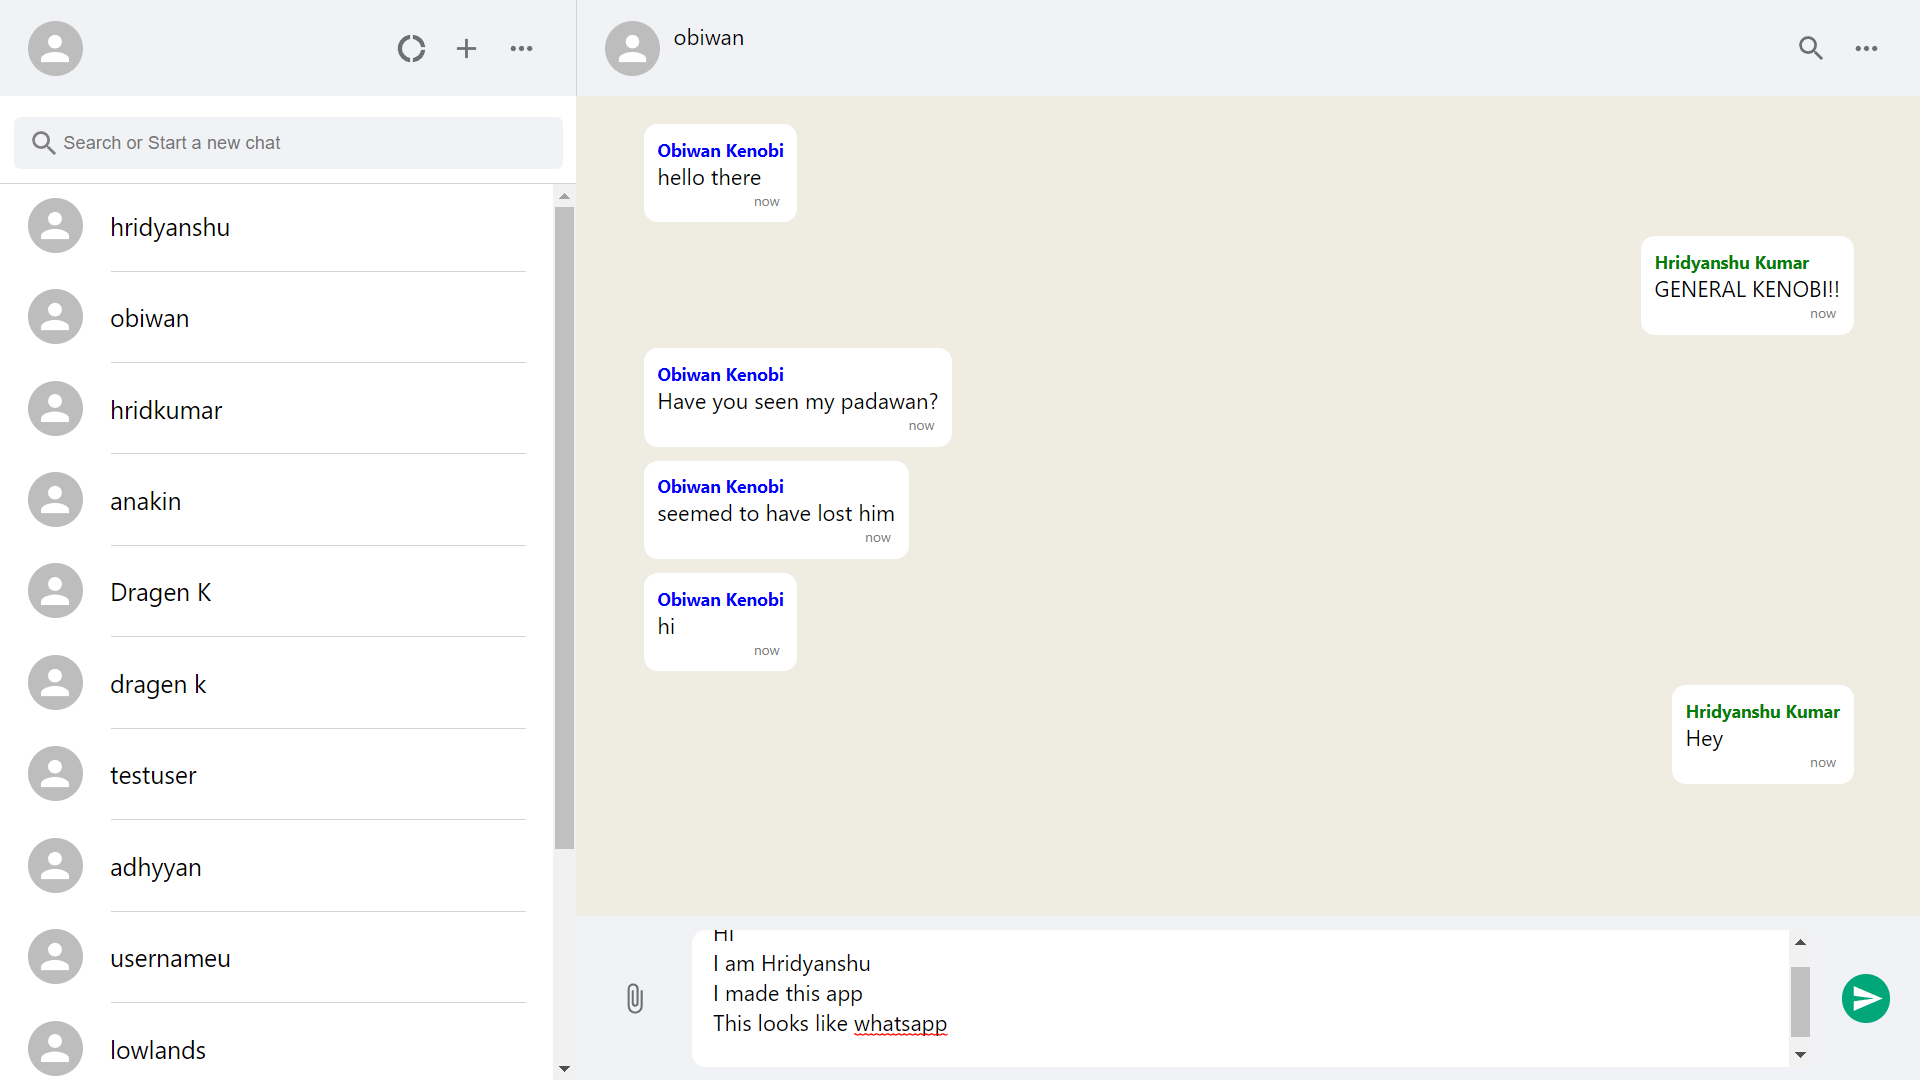 obiwan
Search or Start a new chat
hridyanshu
obiwan
hridkumar
anakin
Dragen K
dragen k
testuser
adhyyan
usernameu
lowlands
Obiwan Kenobi
hello there
now
Hridyanshu Kumar
GENERAL KENOBI!!
now
Obiwan Kenobi
Have you seen my padawan?
now
Obiwan Kenobi
seemed to have lost him
now
Obiwan Kenobi
hi
now
Hridyanshu Kumar
Hey
now
Hi
I am Hridyanshu
I made this app
This looks like whatsapp